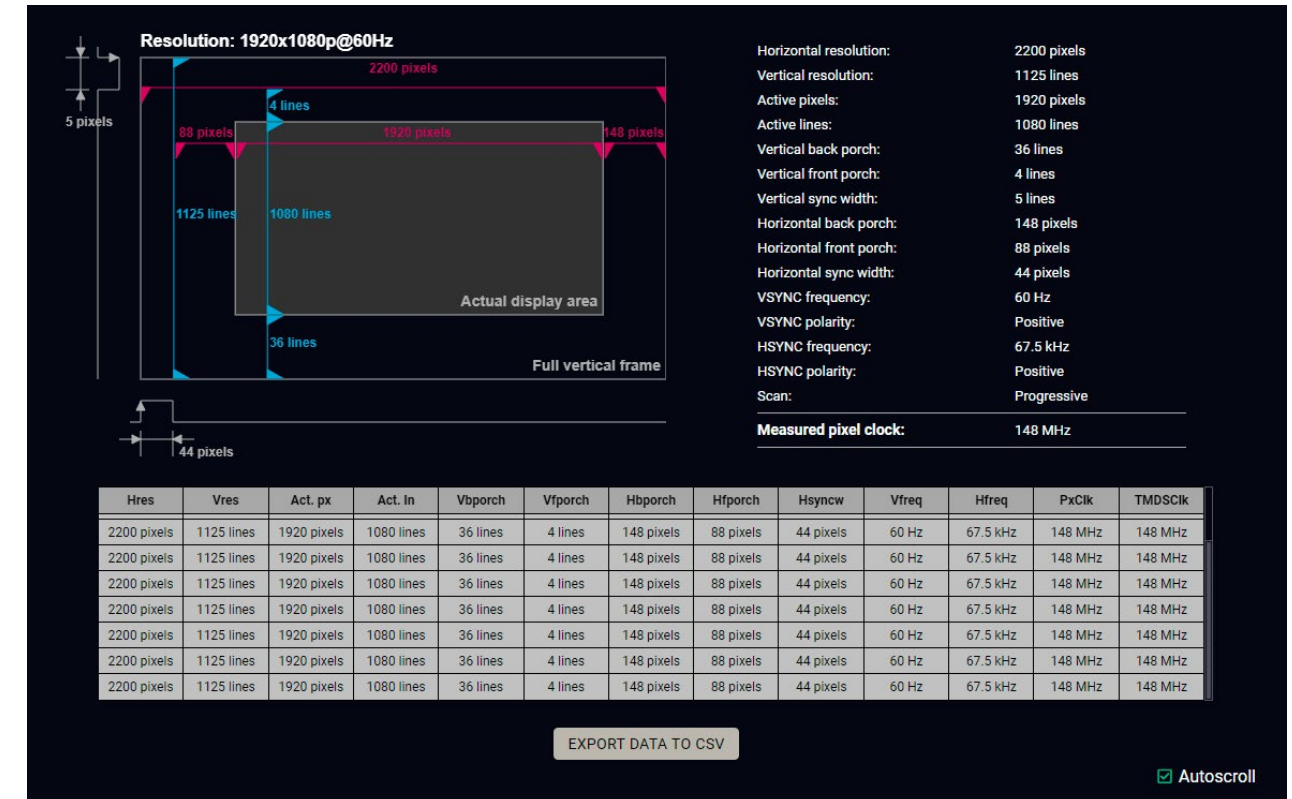 Resolution: 1920x1080p@60Hz
2200 pixels
4 lines
5 pixels
88 pixels
1920 pixels
148 pixels
1125 lines
1080 lines
Actual display area
36 lines
Full vertical frame
44 pixels
Horizontal resolution: 2200 pixels
Vertical resolution: 1125 lines
Active pixels: 1920 pixels
Active lines: 1080 lines
Vertical back porch: 36 lines
Vertical front porch: 4 lines
Vertical sync width: 5 lines
Horizontal back porch: 148 pixels
Horizontal front porch: 88 pixels
Horizontal sync width: 44 pixels
VSYNC frequency: 60 Hz
VSYNC polarity: Positive
HSYNC frequency: 67.5 kHz
HSYNC polarity: Positive
Scan: Progressive
Measured pixel clock: 148 MHz
Hres Vres Act. px Act. ln Vbporch Vfporch Hbporch Hfporch Hsyncw Vfreq Hfreq PxClk TMDSClk
2200 pixels 1125 lines 1920 pixels 1080 lines 36 lines 4 lines 148 pixels 88 pixels 44 pixels 60 Hz 67.5 kHz 148 MHz 148 MHz
2200 pixels 1125 lines 1920 pixels 1080 lines 36 lines 4 lines 148 pixels 88 pixels 44 pixels 60 Hz 67.5 kHz 148 MHz 148 MHz
2200 pixels 1125 lines 1920 pixels 1080 lines 36 lines 4 lines 148 pixels 88 pixels 44 pixels 60 Hz 67.5 kHz 148 MHz 148 MHz
2200 pixels 1125 lines 1920 pixels 1080 lines 36 lines 4 lines 148 pixels 88 pixels 44 pixels 60 Hz 67.5 kHz 148 MHz 148 MHz
2200 pixels 1125 lines 1920 pixels 1080 lines 36 lines 4 lines 148 pixels 88 pixels 44 pixels 60 Hz 67.5 kHz 148 MHz 148 MHz
2200 pixels 1125 lines 1920 pixels 1080 lines 36 lines 4 lines 148 pixels 88 pixels 44 pixels 60 Hz 67.5 kHz 148 MHz 148 MHz
2200 pixels 1125 lines 1920 pixels 1080 lines 36 lines 4 lines 148 pixels 88 pixels 44 pixels 60 Hz 67.5 kHz 148 MHz 148 MHz
EXPORT DATA TO CSV
Autoscroll